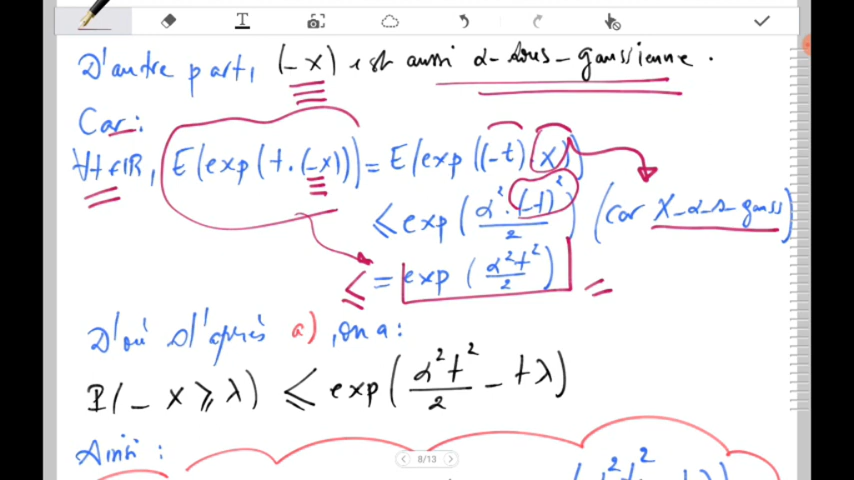 D'autre part, (-X) est aussi α-sous-gaussienne.
Car:
∀t∈IR, E(exp(t.(-X))) = E(exp((-t)(X)))
≤ exp(α².(-t)²/2) (car X-α-s-gauss)
≤ = exp(α²t²/2)
D'où d'après a), on a:
P(-X ≥ λ) ≤ exp(α²t²/2 - tλ)
Ainsi :
8/13